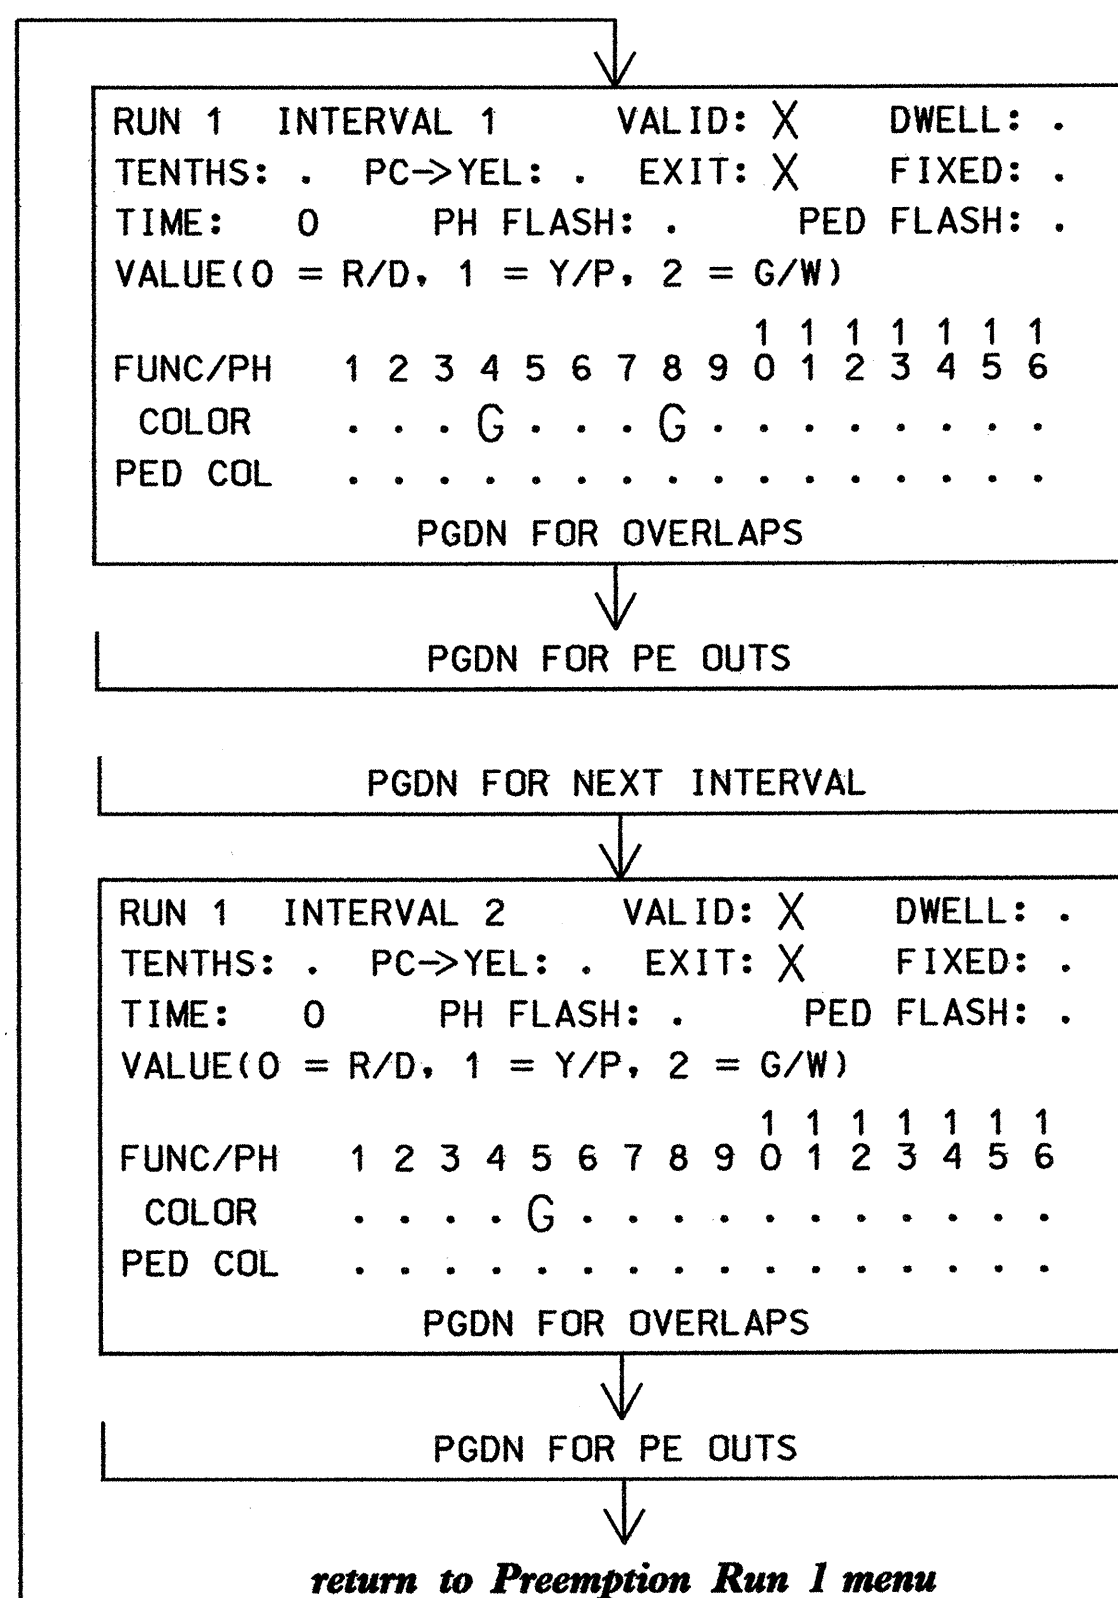 RUN 1 INTERVAL 1 VALID: X DWELL: .
TENTHS: . PC->YEL: . EXIT: X FIXED: .
TIME: 0 PH FLASH: . PED FLASH: .
VALUE(0 = R/D, 1 = Y/P, 2 = G/W)
1 1 1 1 1 1 1
FUNC/PH 1 2 3 4 5 6 7 8 9 0 1 2 3 4 5 6
COLOR . . . G . . . G . . . . . . . .
PED COL . . . . . . . . . . . . . . . .
PGDN FOR OVERLAPS
PGDN FOR PE OUTS
PGDN FOR NEXT INTERVAL
RUN 1 INTERVAL 2 VALID: X DWELL: .
TENTHS: . PC->YEL: . EXIT: X FIXED: .
TIME: 0 PH FLASH: . PED FLASH: .
VALUE(0 = R/D, 1 = Y/P, 2 = G/W)
1 1 1 1 1 1 1
FUNC/PH 1 2 3 4 5 6 7 8 9 0 1 2 3 4 5 6
COLOR . . . . G . . . . . . . . . . .
PED COL . . . . . . . . . . . . . . . .
PGDN FOR OVERLAPS
PGDN FOR PE OUTS
return to Preemption Run 1 menu